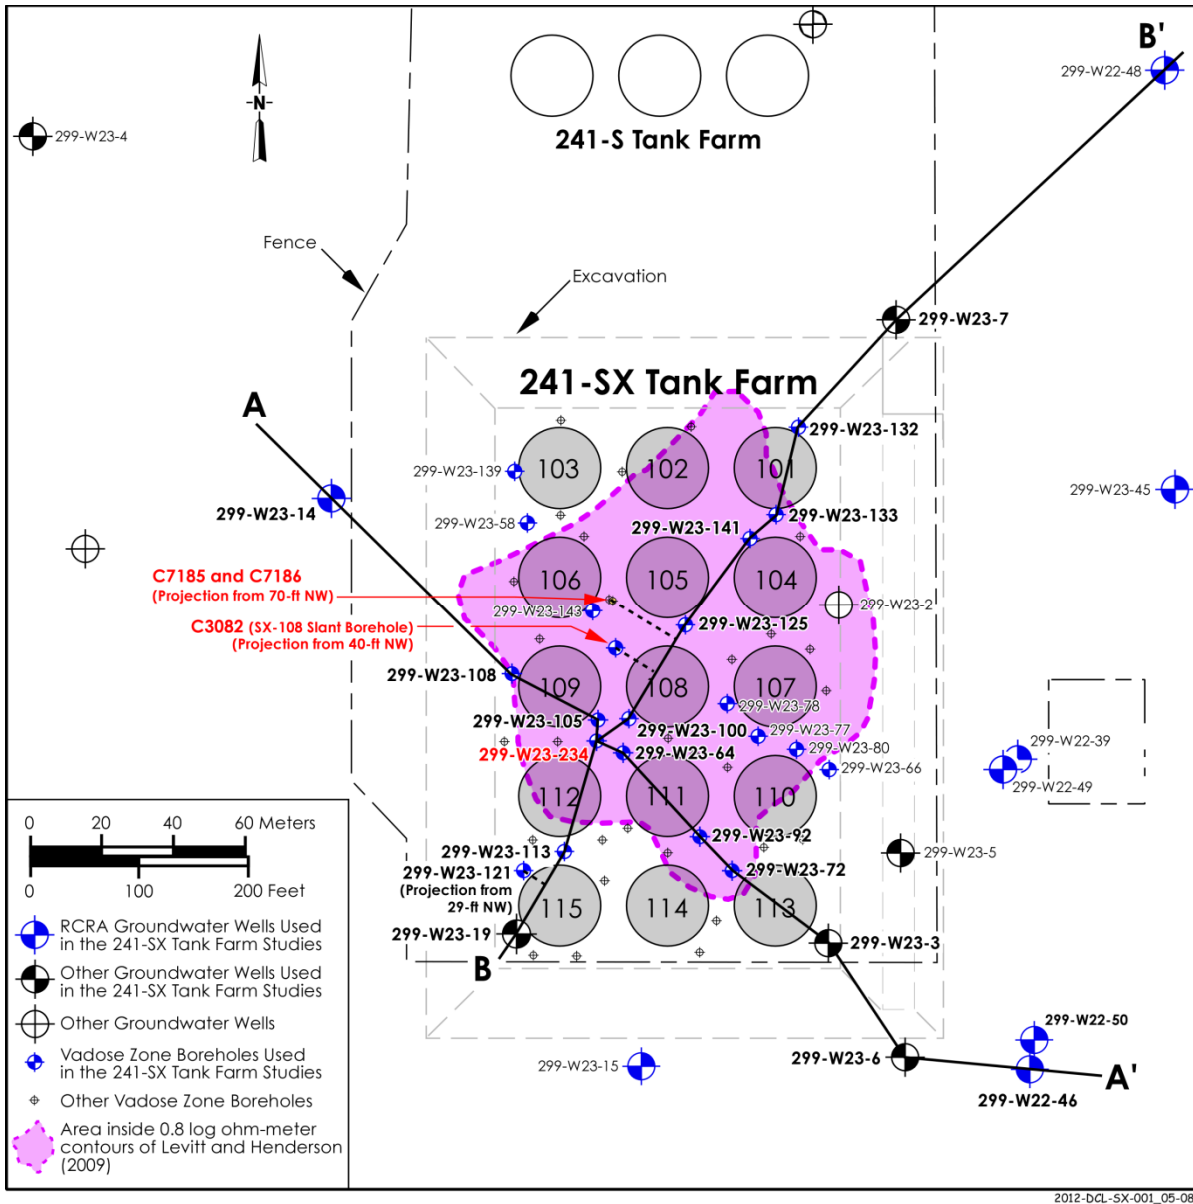 B'
299-W22-48
-N-
299-W23-4
241-S Tank Farm
Fence
Excavation
299-W23-7
241-SX Tank Farm
A
299-W23-132
103
102
101
299-W23-139
299-W23-45
299-W23-14
299-W23-133
299-W23-58
299-W23-141
C7185 and C7186
(Projection from 70-ft NW)
106
105
104
299-W23-143
299-W23-2
C3082 (SX-108 Slant Borehole)
(Projection from 40-ft NW)
299-W23-125
299-W23-108
109
108
107
299-W23-78
299-W23-105
299-W23-100
299-W23-77
299-W23-234
299-W23-64
299-W23-80
299-W22-39
299-W23-66
299-W22-49
112
111
110
299-W23-92
299-W23-113
299-W23-5
299-W23-121
(Projection from
29-ft NW)
299-W23-72
115
114
113
299-W23-19
299-W23-3
B
299-W22-50
299-W23-6
299-W23-15
A'
299-W22-46
0 20 40 60 Meters
0 100 200 Feet
RCRA Groundwater Wells Used
in the 241-SX Tank Farm Studies
Other Groundwater Wells Used
in the 241-SX Tank Farm Studies
Other Groundwater Wells
Vadose Zone Boreholes Used
in the 241-SX Tank Farm Studies
Other Vadose Zone Boreholes
Area inside 0.8 log ohm-meter
contours of Levitt and Henderson
(2009)
2012-DCL-SX-001_05-08